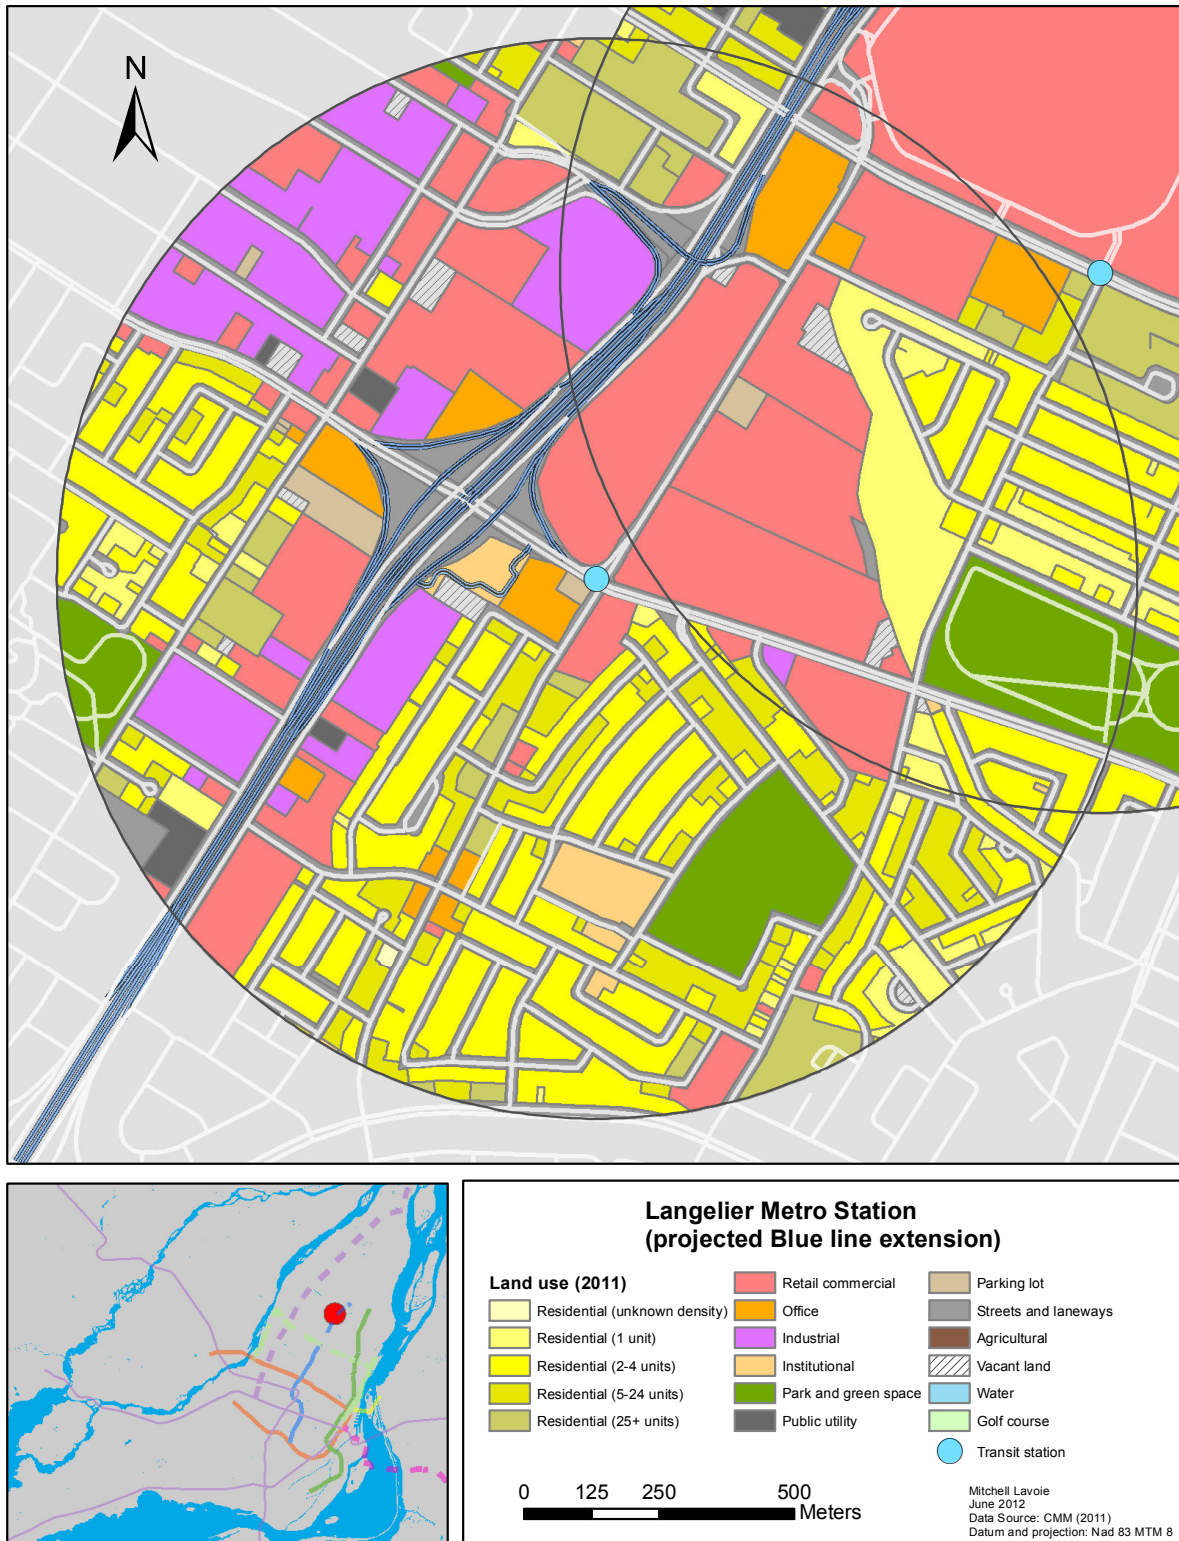 N
Langelier Metro Station
(projected Blue line extension)
Land use (2011)
Residential (unknown density)
Residential (1 unit)
Residential (2-4 units)
Residential (5-24 units)
Residential (25+ units)
Retail commercial
Office
Industrial
Institutional
Park and green space
Public utility
Parking lot
Streets and laneways
Agricultural
Vacant land
Water
Golf course
Transit station
0 125 250 500
Meters
Mitchell Lavoie
June 2012
Data Source: CMM (2011)
Datum and projection: Nad 83 MTM 8